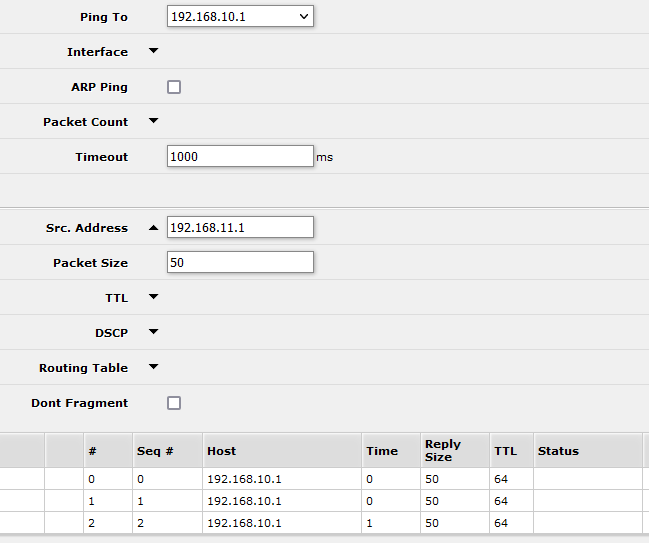 Ping To 192.168.10.1
Interface
ARP Ping
Packet Count
Timeout 1000 ms
Src. Address 192.168.11.1
Packet Size 50
TTL
DSCP
Routing Table
Dont Fragment
# Seq # Host Time Reply Size TTL Status
0 0 192.168.10.1 0 50 64
1 1 192.168.10.1 0 50 64
2 2 192.168.10.1 1 50 64